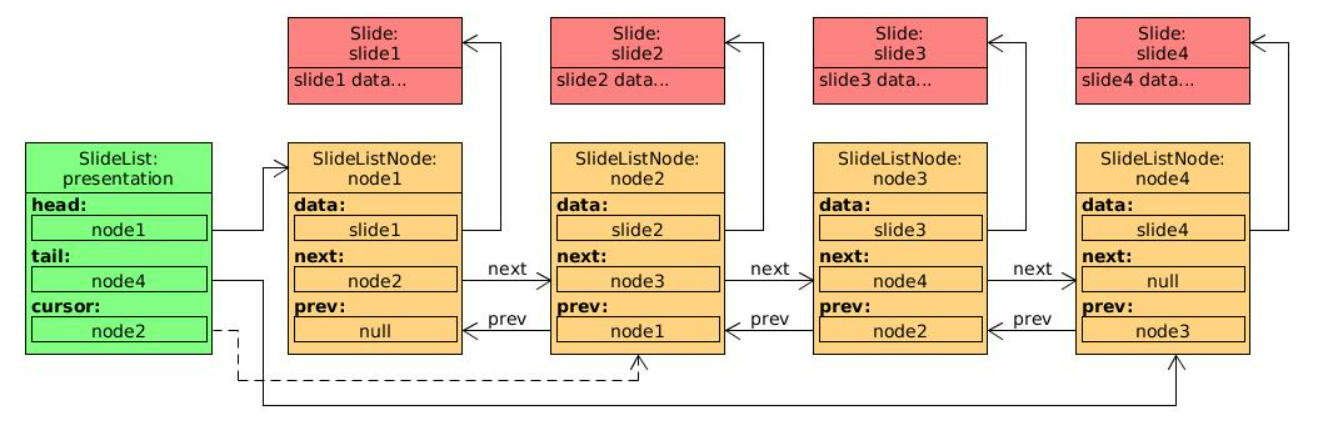 Slide:
slide1
slide1 data...
Slide:
slide2
slide2 data...
Slide:
slide3
slide3 data...
Slide:
slide4
slide4 data...
SlideList:
presentation
head:
node1
tail:
node4
cursor:
node2
SlideListNode:
node1
data:
slide1
next:
node2
prev:
null
next
prev
SlideListNode:
node2
data:
slide2
next:
node3
prev:
node1
next
prev
SlideListNode:
node3
data:
slide3
next:
node4
prev:
node2
next
prev
SlideListNode:
node4
data:
slide4
next:
null
prev:
node3